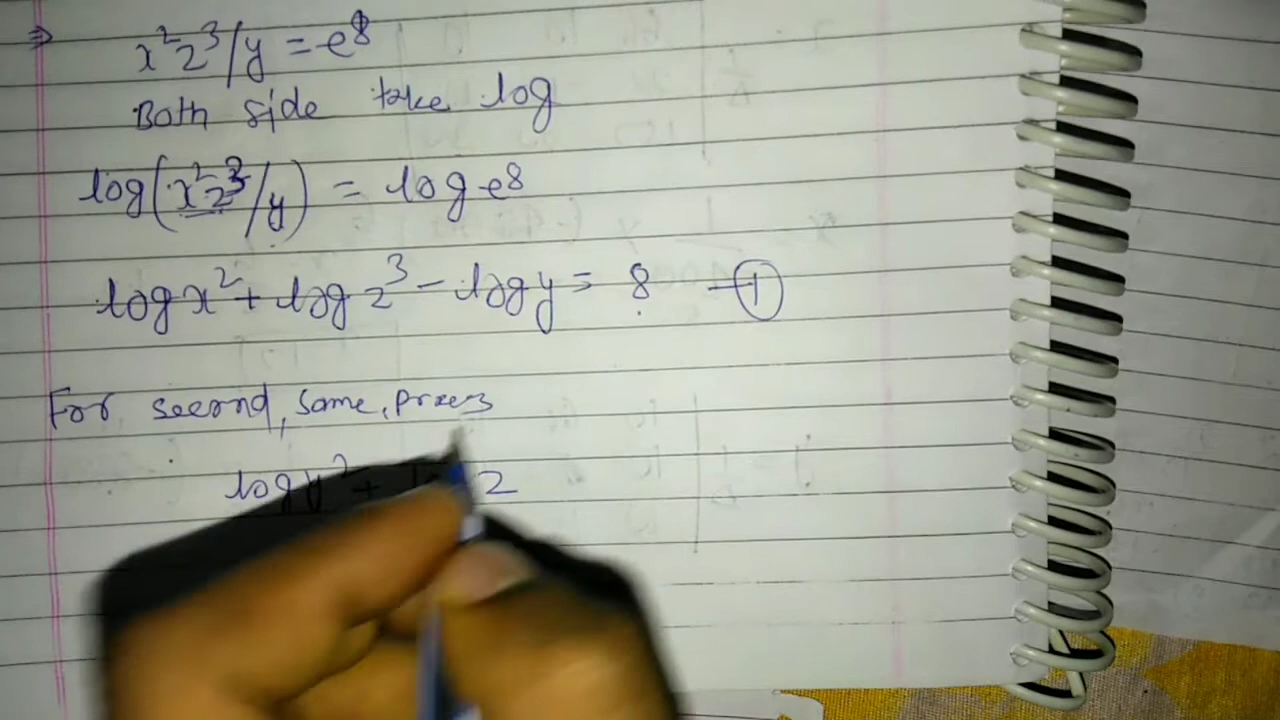 ⇒ x²z³/y = e⁸
Both side take log
log(x²z³/y) = log e⁸
log x² + log z³ - log y = 8 —①
For second, same, process
log y² + z